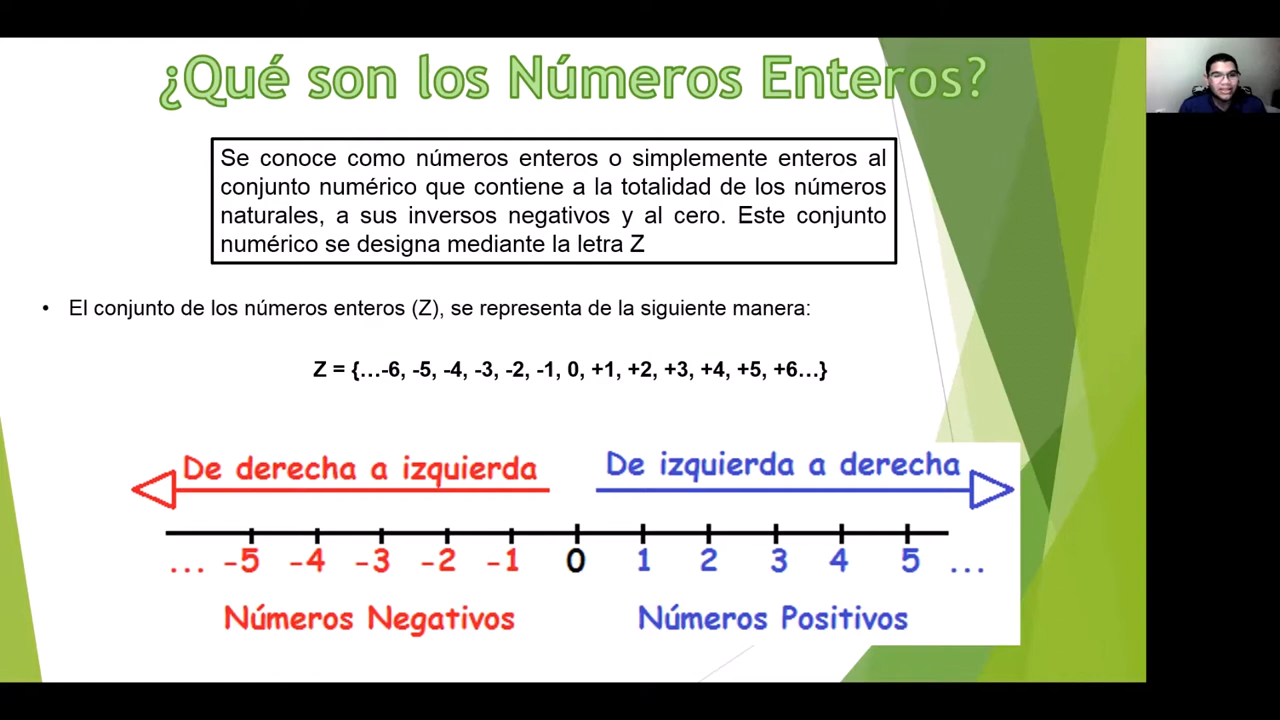 ¿Qué son los Números Enteros?
Se conoce como números enteros o simplemente enteros al
conjunto numérico que contiene a la totalidad de los números
naturales, a sus inversos negativos y al cero. Este conjunto
numérico se designa mediante la letra Z
• El conjunto de los números enteros (Z), se representa de la siguiente manera:
Z = {…-6, -5, -4, -3, -2, -1, 0, +1, +2, +3, +4, +5, +6…}
De derecha a izquierda De izquierda a derecha
... -5 -4 -3 -2 -1 0 1 2 3 4 5 ...
Números Negativos Números Positivos